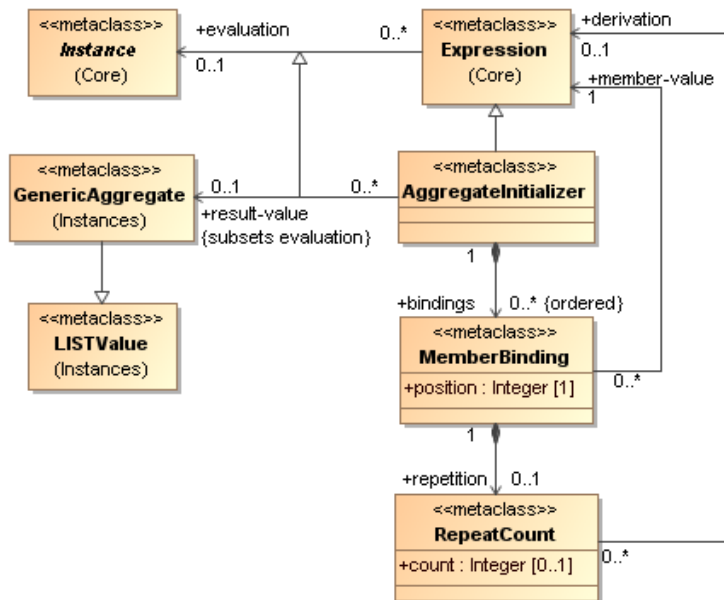 <<metaclass>>
Instance
(Core)
+evaluation
0..1
0..*
<<metaclass>>
Expression
(Core)
+derivation
0..1
+member-value
1
<<metaclass>>
GenericAggregate
(Instances)
0..1
+result-value
{subsets evaluation}
0..*
<<metaclass>>
AggregateInitializer
1
+bindings
0..* {ordered}
<<metaclass>>
LISTValue
(Instances)
<<metaclass>>
MemberBinding
+position : Integer [1]
0..*
1
+repetition
0..1
<<metaclass>>
RepeatCount
+count : Integer [0..1]
0..*